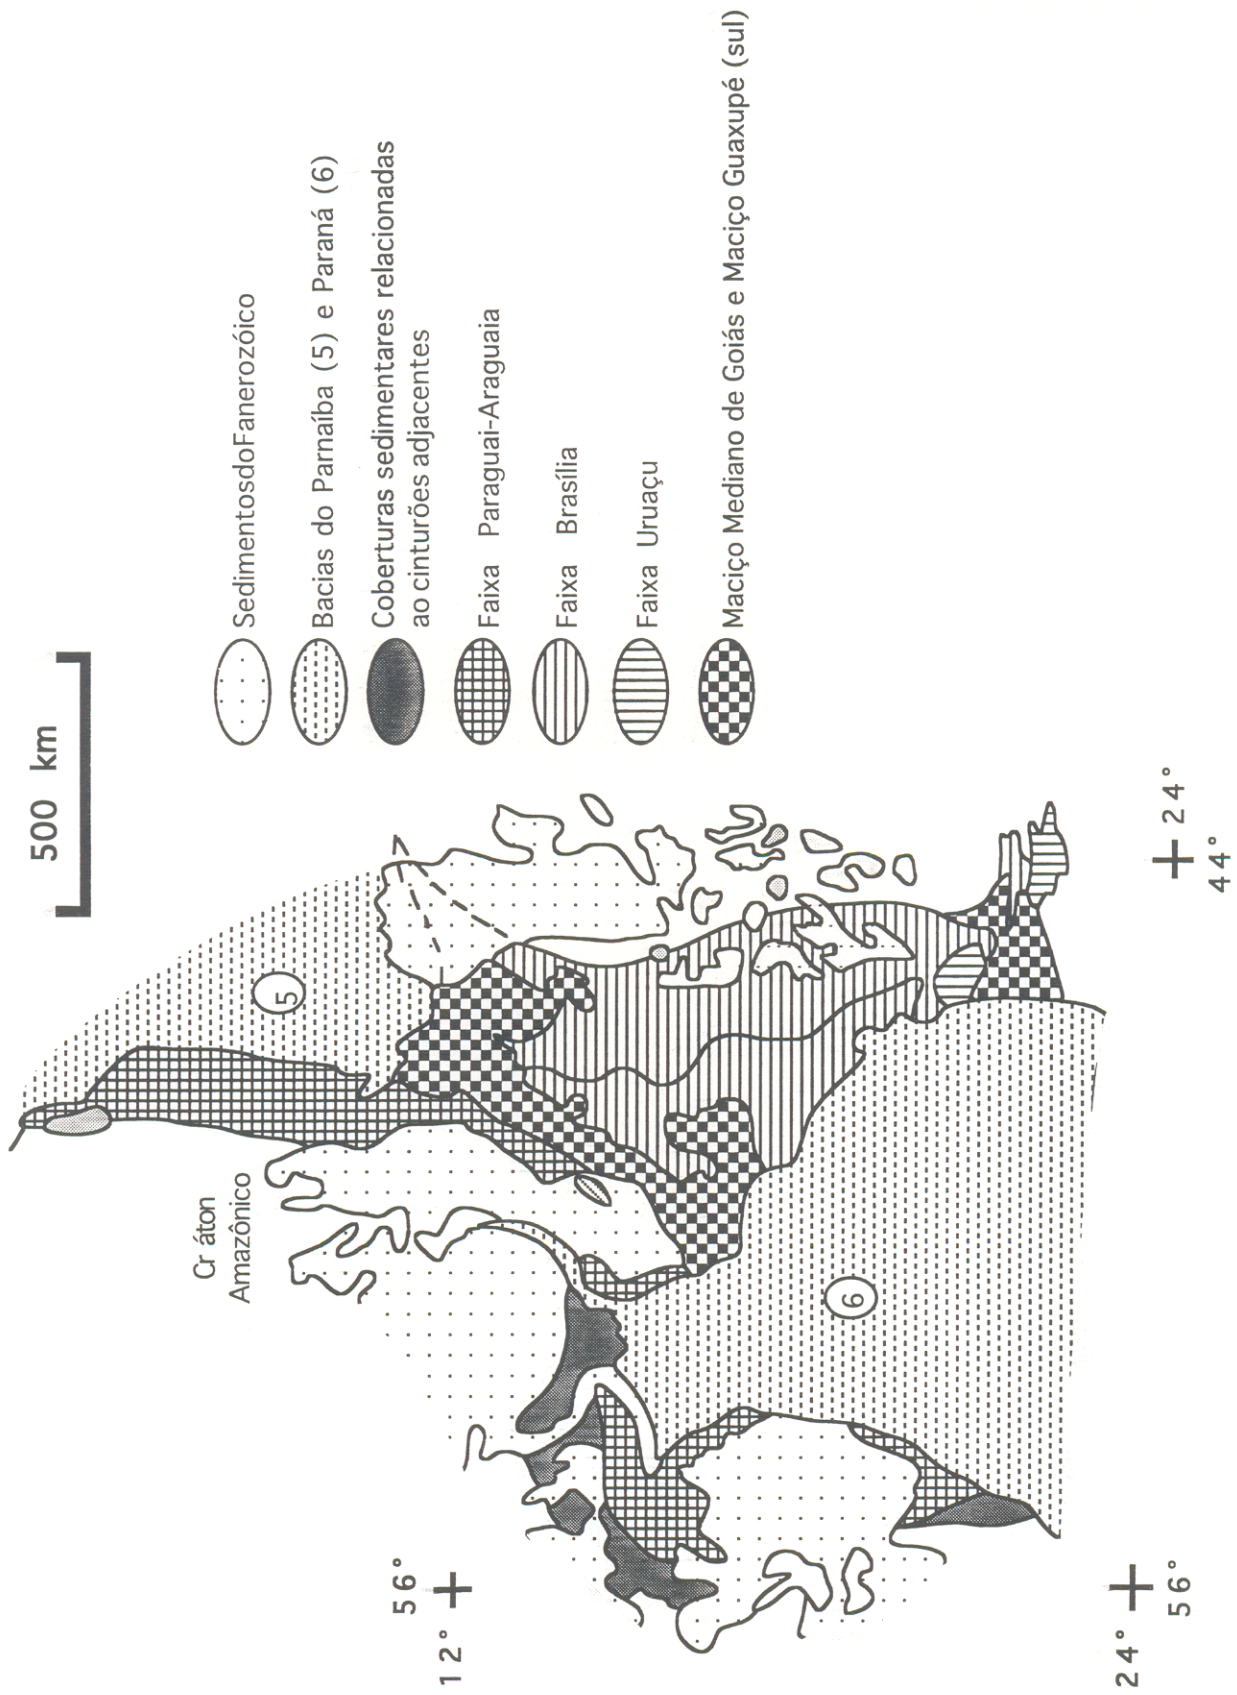 500 km
SedimentosdoFanerozóico
Bacias do Parnaíba (5) e Paraná (6)
Coberturas sedimentares relacionadas
ao cinturões adjacentes
Faixa Paraguai-Araguaia
Faixa Brasília
Faixa Uruaçu
Maciço Mediano de Goiás e Maciço Guaxupé (sul)
Cr áton
Amazônico
5
6
56°
12°
24°
44°
24°
56°